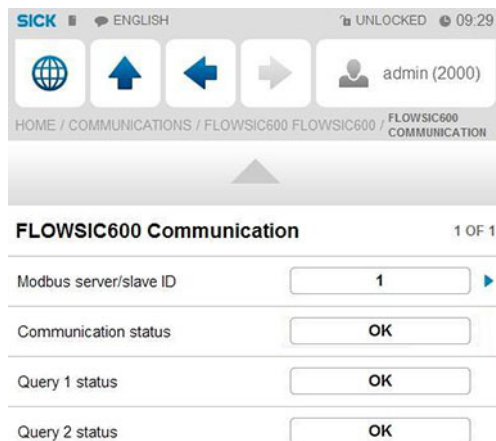 SICK ENGLISH UNLOCKED 09:29
admin (2000)
HOME / COMMUNICATIONS / FLOWSIC600 FLOWSIC600 / FLOWSIC600 COMMUNICATION
FLOWSIC600 Communication 1 OF 1
Modbus server/slave ID 1
Communication status OK
Query 1 status OK
Query 2 status OK